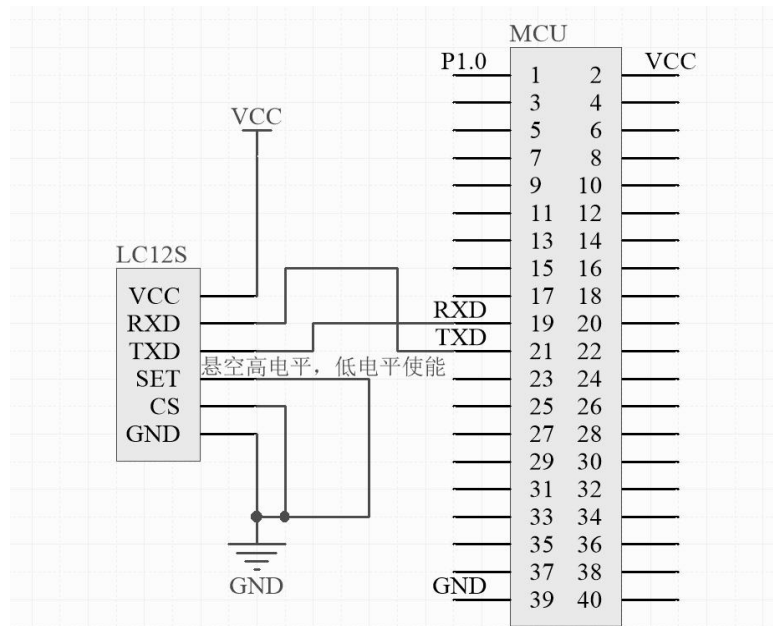 MCU
P1.0 1 2 VCC
3 4
VCC
5 6
7 8
9 10
11 12
13 14
LC12S
15 16
VCC
17 18
RXD
RXD 19 20
TXD
TXD 21 22
悬空高电平，低电平使能
SET 23 24
CS 25 26
GND 27 28
29 30
31 32
33 34
35 36
37 38
GND
GND 39 40